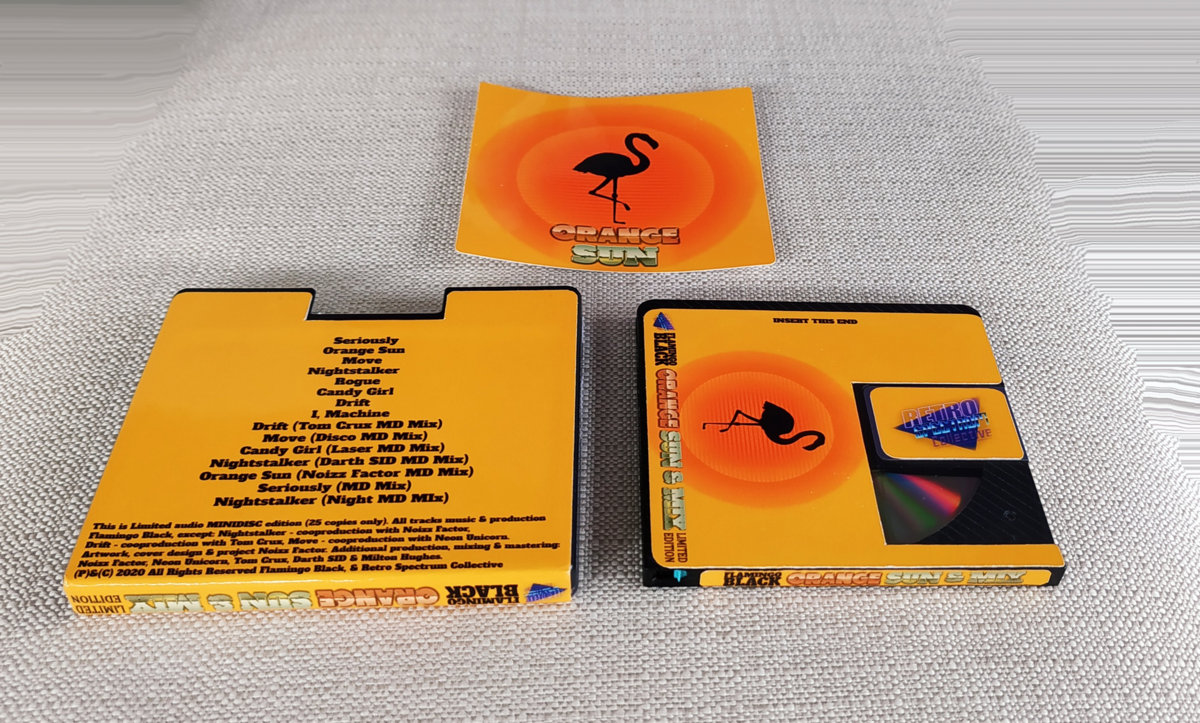 ORANGE
SUN
Seriously
Orange Sun
Move
Nightstalker
Rogue
Candy Girl
Drift
I, Machine
Drift (Tom Crux MD Mix)
Move (Disco MD Mix)
Candy Girl (Laser MD Mix)
Nightstalker (Darth SID MD Mix)
Orange Sun (Noizz Factor MD Mix)
Seriously (MD Mix)
Nightstalker (Night MD MIx)
This is Limited audio MINIDISC edition (25 copies only). All tracks music & production
Flamingo Black, except: Nightstalker - cooproduction with Noizz Factor,
Drift - cooproduction with Tom Crux, Move - cooproduction with Neon Unicorn.
Artwork, cover design & project Noizz Factor. Additional production, mixing & mastering:
Noizz Factor, Neon Unicorn, Tom Crux, Darth SID & Milton Hughes.
(P)&(C) 2020 All Rights Reserved Flamingo Black, & Retro Spectrum Collective
FLAMINGO
BLACK
ORANGE SUN & MIX
LIMITED
EDITION
INSERT THIS END
FLAMINGO
BLACK
ORANGE SUN & MIX
LIMITED
EDITION
RETRO
SPECTRUM
COLLECTIVE
FLAMINGO
BLACK
ORANGE SUN & MIX